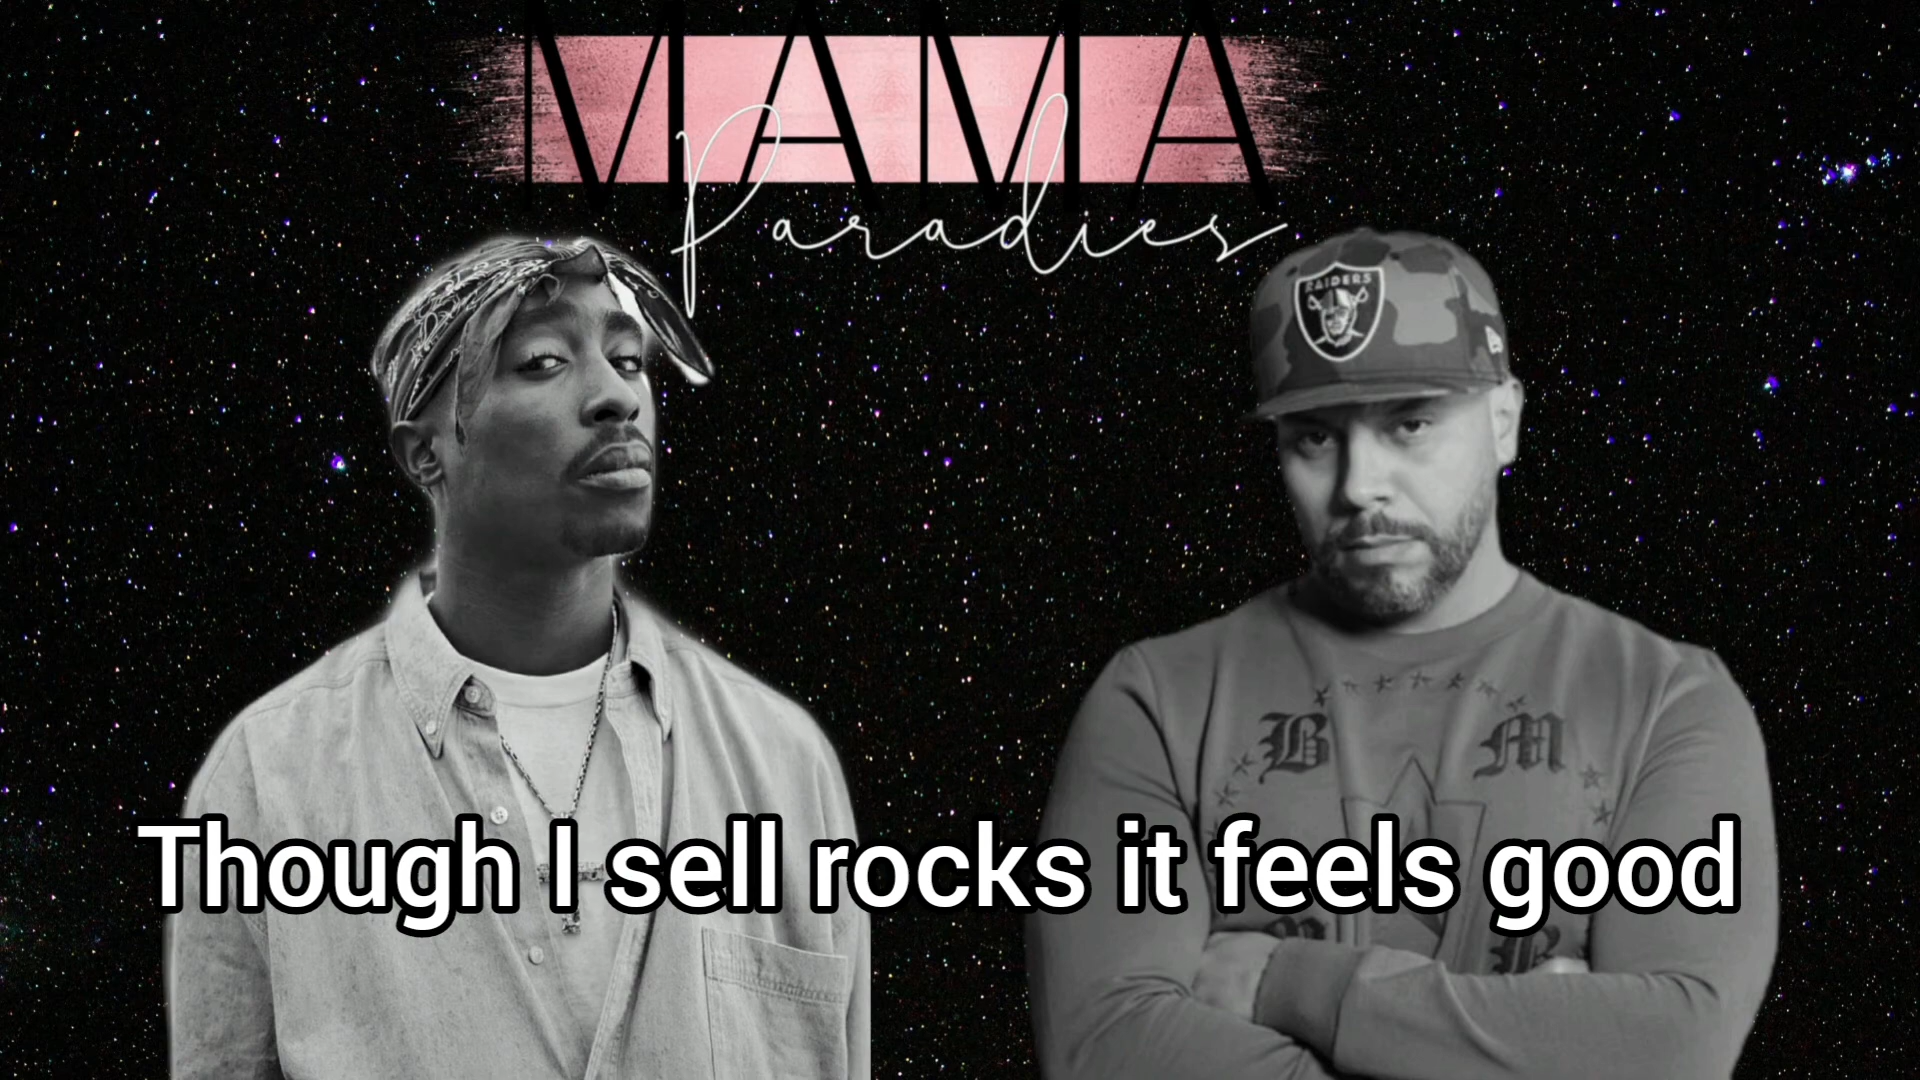 MAMA
Paradies
RAIDERS
B M
Though I sell rocks it feels good